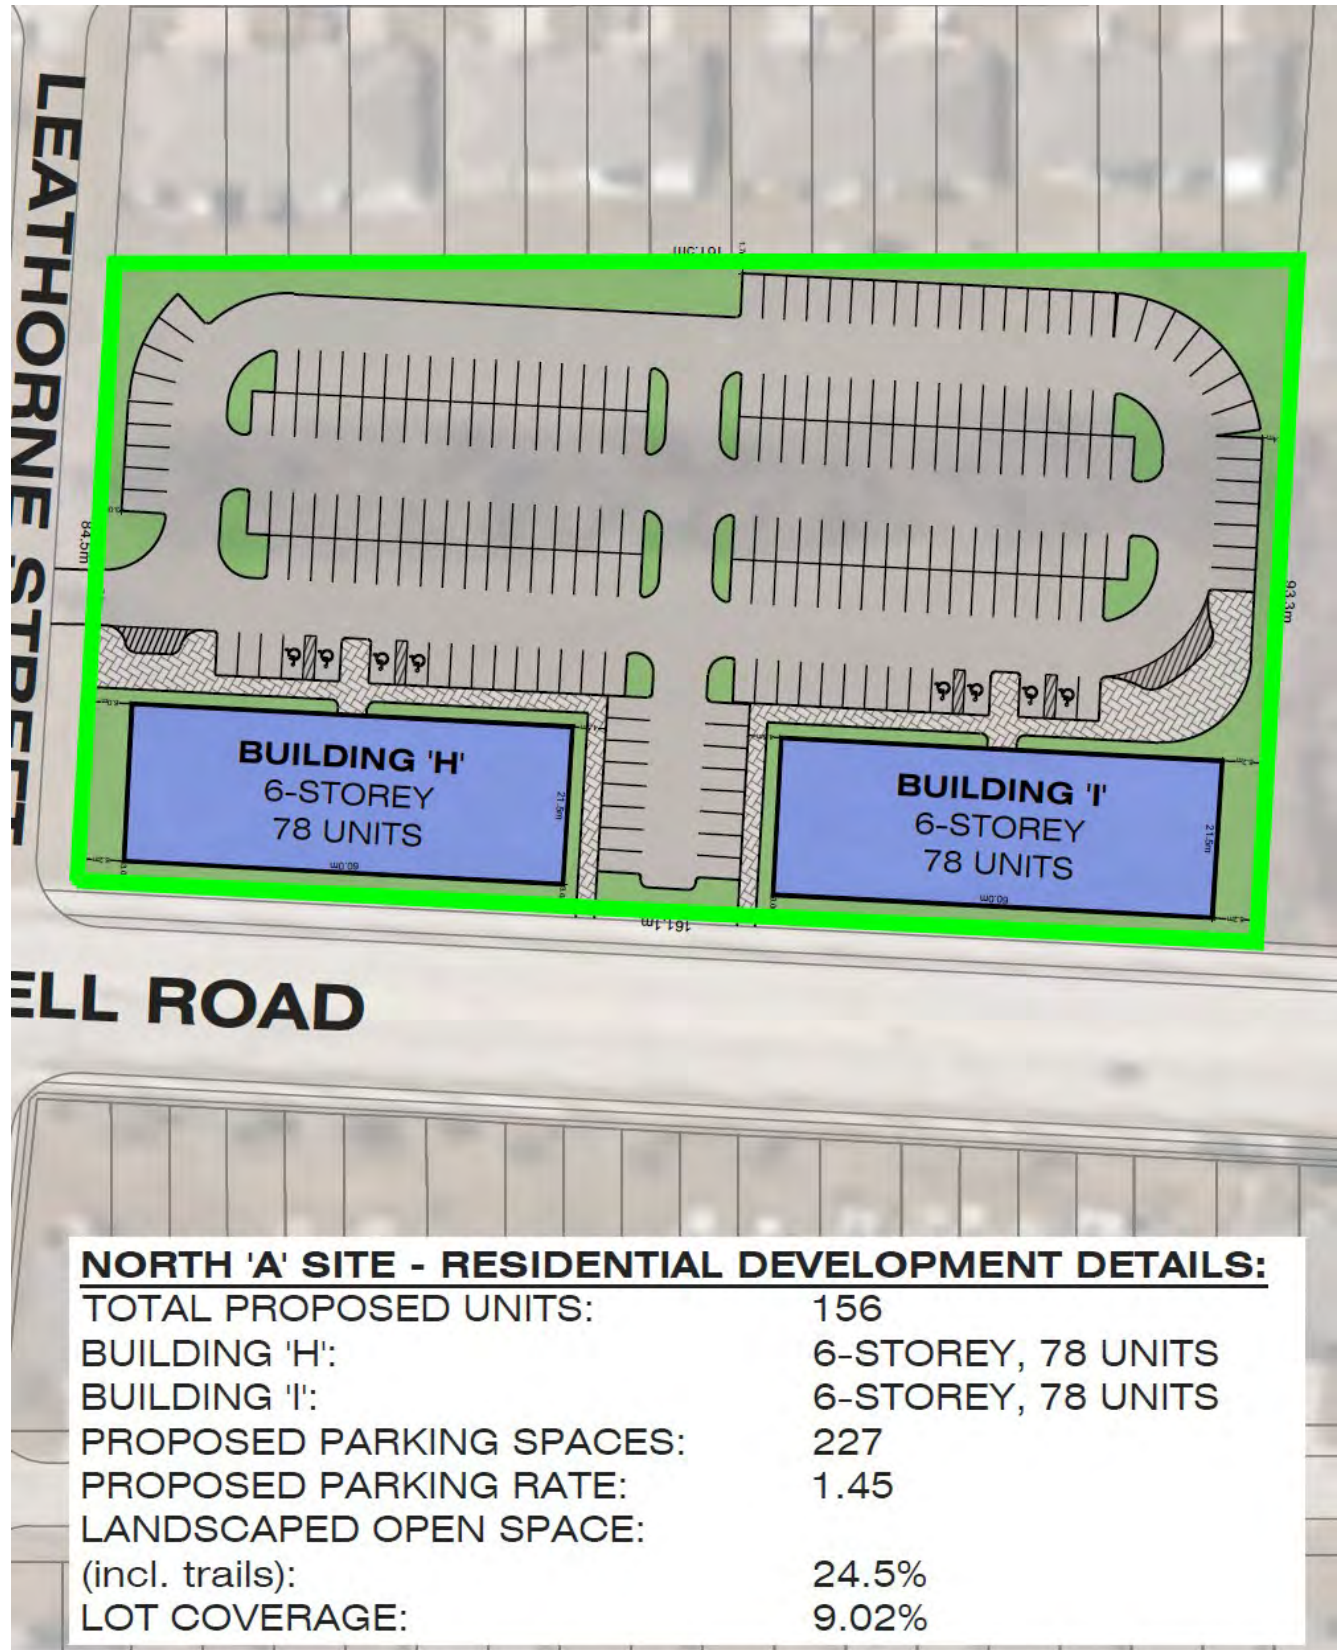 LEATHORNE STREET
161.5m
84.5m
93.3m
BUILDING 'H'
6-STOREY
78 UNITS
21.5m
60.0m
BUILDING 'I'
6-STOREY
78 UNITS
21.5m
60.0m
161.1m
ELL ROAD
NORTH 'A' SITE - RESIDENTIAL DEVELOPMENT DETAILS:
TOTAL PROPOSED UNITS: 156
BUILDING 'H': 6-STOREY, 78 UNITS
BUILDING 'I': 6-STOREY, 78 UNITS
PROPOSED PARKING SPACES: 227
PROPOSED PARKING RATE: 1.45
LANDSCAPED OPEN SPACE:
(incl. trails): 24.5%
LOT COVERAGE: 9.02%